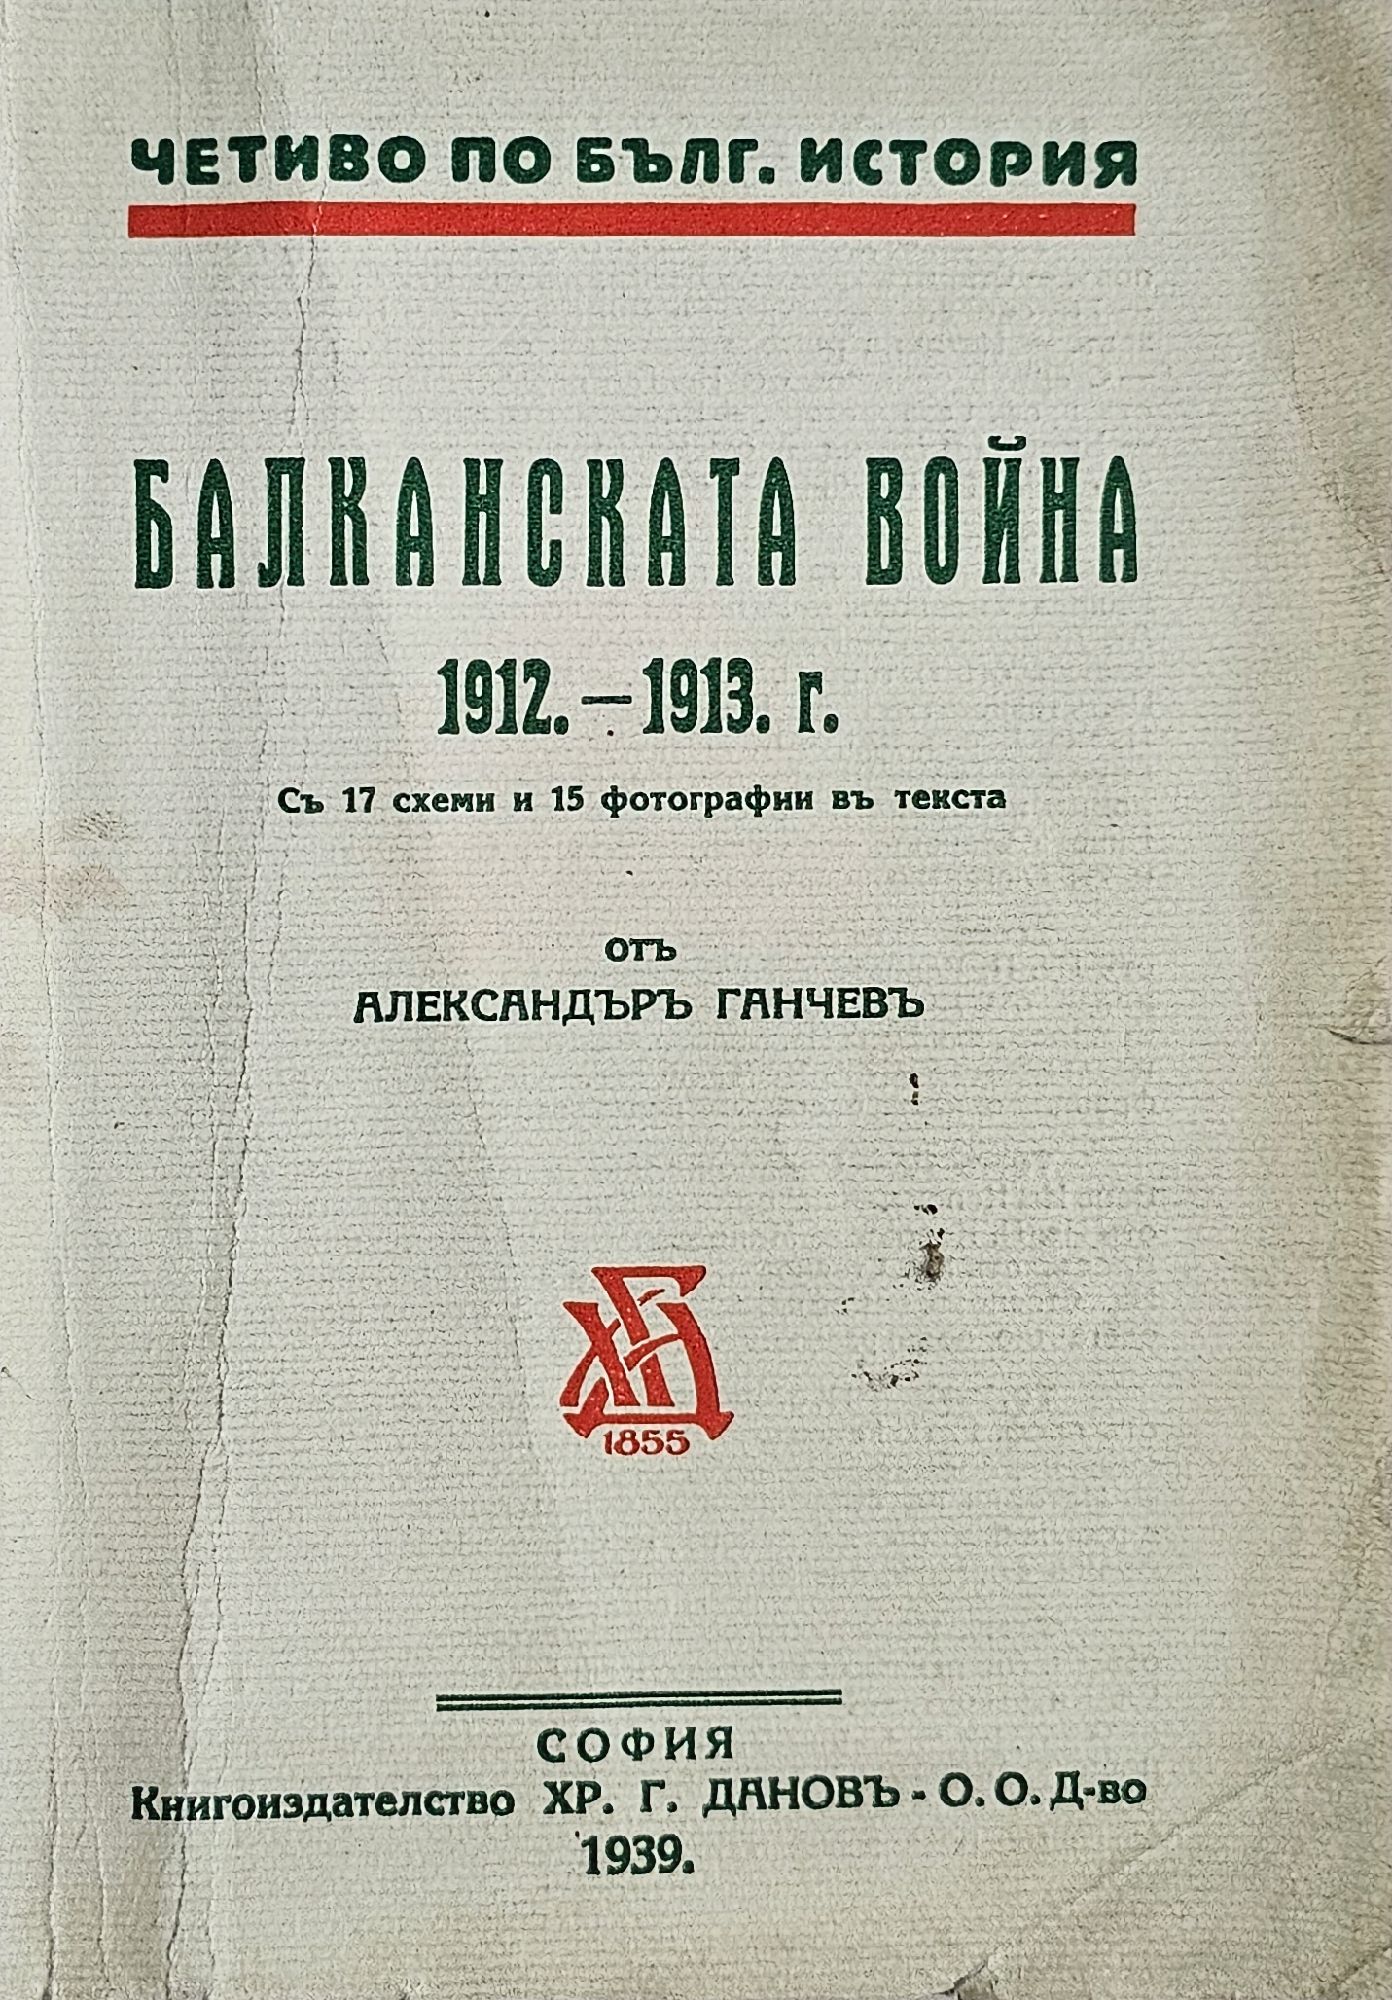 ЧЕТИВО ПО БЪЛГ. ИСТОРИЯ
БАЛКАНСКАТА ВОЙНА
1912.—1913. г.
Съ 17 схеми и 15 фотографии въ текста
отъ
АЛЕКСАНДЪРЪ ГАНЧЕВЪ
ХГД
1855
СОФИЯ
Книгоиздателство ХР. Г. ДАНОВЪ - О. О. Д-во
1939.